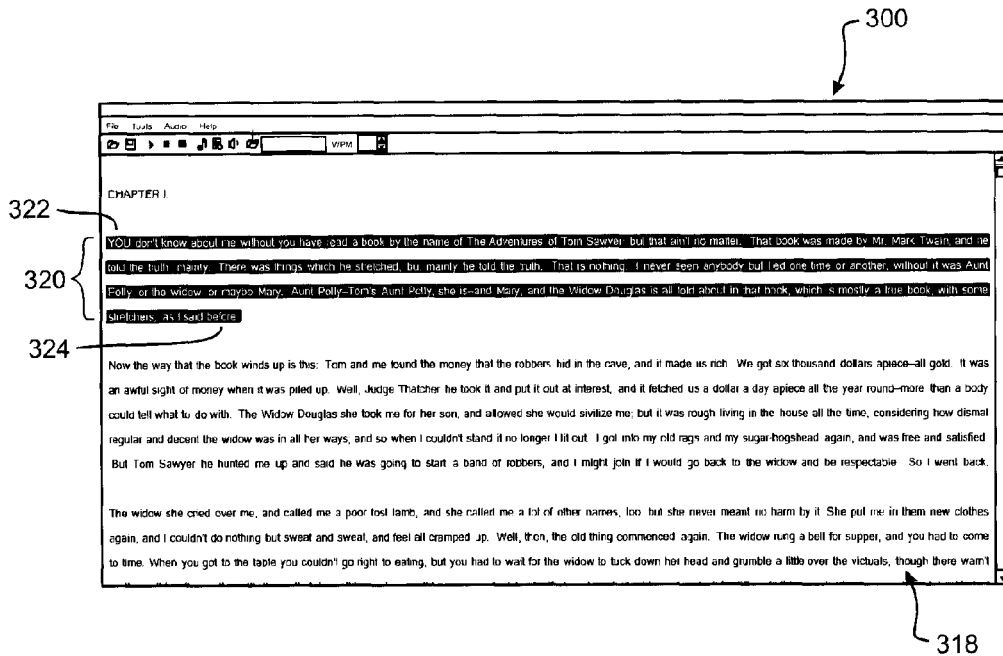 300
File Tools Audio Help
WPM
CHAPTER I.
322
YOU don't know about me without you have read a book by the name of The Adventures of Tom Sawyer; but that ain't no matter. That book was made by Mr. Mark Twain, and he
told the truth, mainly. There was things which he stretched, but mainly he told the truth. That is nothing. I never seen anybody but lied one time or another, without it was Aunt
320
Polly, or the widow, or maybe Mary. Aunt Polly–Tom's Aunt Polly, she is–and Mary, and the Widow Douglas is all told about in that book, which is mostly a true book, with some
stretchers, as I said before.
324
Now the way that the book winds up is this: Tom and me found the money that the robbers hid in the cave, and it made us rich. We got six thousand dollars apiece–all gold. It was
an awful sight of money when it was piled up. Well, Judge Thatcher he took it and put it out at interest, and it fetched us a dollar a day apiece all the year round–more than a body
could tell what to do with. The Widow Douglas she took me for her son, and allowed she would sivilize me; but it was rough living in the house all the time, considering how dismal
regular and decent the widow was in all her ways; and so when I couldn't stand it no longer I lit out. I got into my old rags and my sugar-hogshead again, and was free and satisfied.
But Tom Sawyer he hunted me up and said he was going to start a band of robbers, and I might join if I would go back to the widow and be respectable. So I went back.
The widow she cried over me, and called me a poor lost lamb, and she called me a lot of other names, too, but she never meant no harm by it. She put me in them new clothes
again, and I couldn't do nothing but sweat and sweat, and feel all cramped up. Well, then, the old thing commenced again. The widow rung a bell for supper, and you had to come
to time. When you got to the table you couldn't go right to eating, but you had to wait for the widow to tuck down her head and grumble a little over the victuals, though there warn't
318